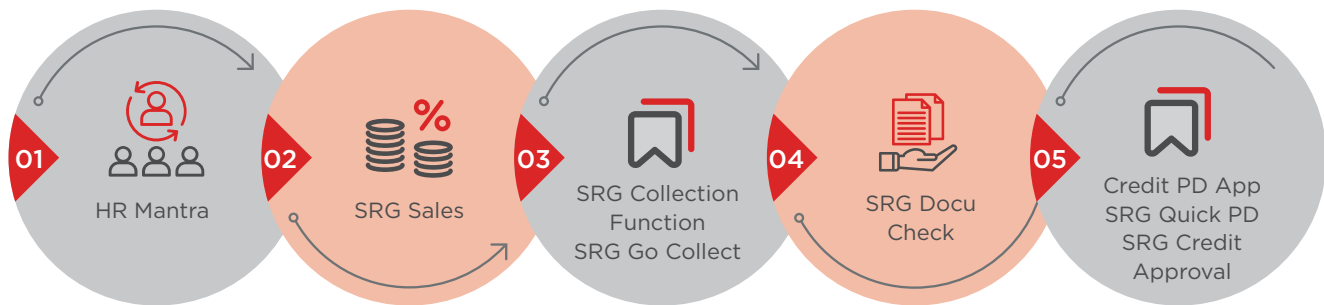 01
HR Mantra
02
%
SRG Sales
03
SRG Collection
Function
SRG Go Collect
04
SRG Docu
Check
05
Credit PD App
SRG Quick PD
SRG Credit
Approval